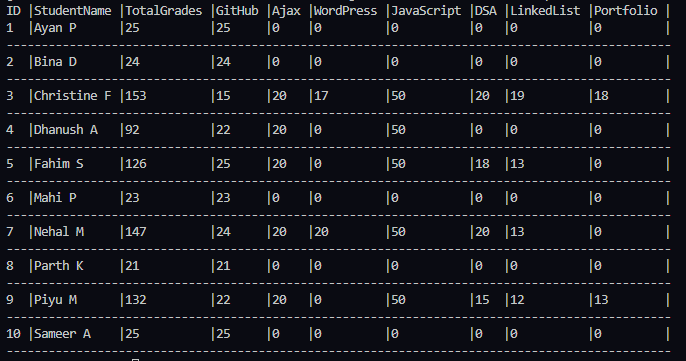 ID |StudentName |TotalGrades |GitHub |Ajax |WordPress |JavaScript |DSA |LinkedList |Portfolio |
1 |Ayan P |25 |25 |0 |0 |0 |0 |0 |0 |
2 |Bina D |24 |24 |0 |0 |0 |0 |0 |0 |
3 |Christine F |153 |15 |20 |17 |50 |20 |19 |18 |
4 |Dhanush A |92 |22 |20 |0 |50 |0 |0 |0 |
5 |Fahim S |126 |25 |20 |0 |50 |18 |13 |0 |
6 |Mahi P |23 |23 |0 |0 |0 |0 |0 |0 |
7 |Nehal M |147 |24 |20 |20 |50 |20 |13 |0 |
8 |Parth K |21 |21 |0 |0 |0 |0 |0 |0 |
9 |Piyu M |132 |22 |20 |0 |50 |15 |12 |13 |
10 |Sameer A |25 |25 |0 |0 |0 |0 |0 |0 |